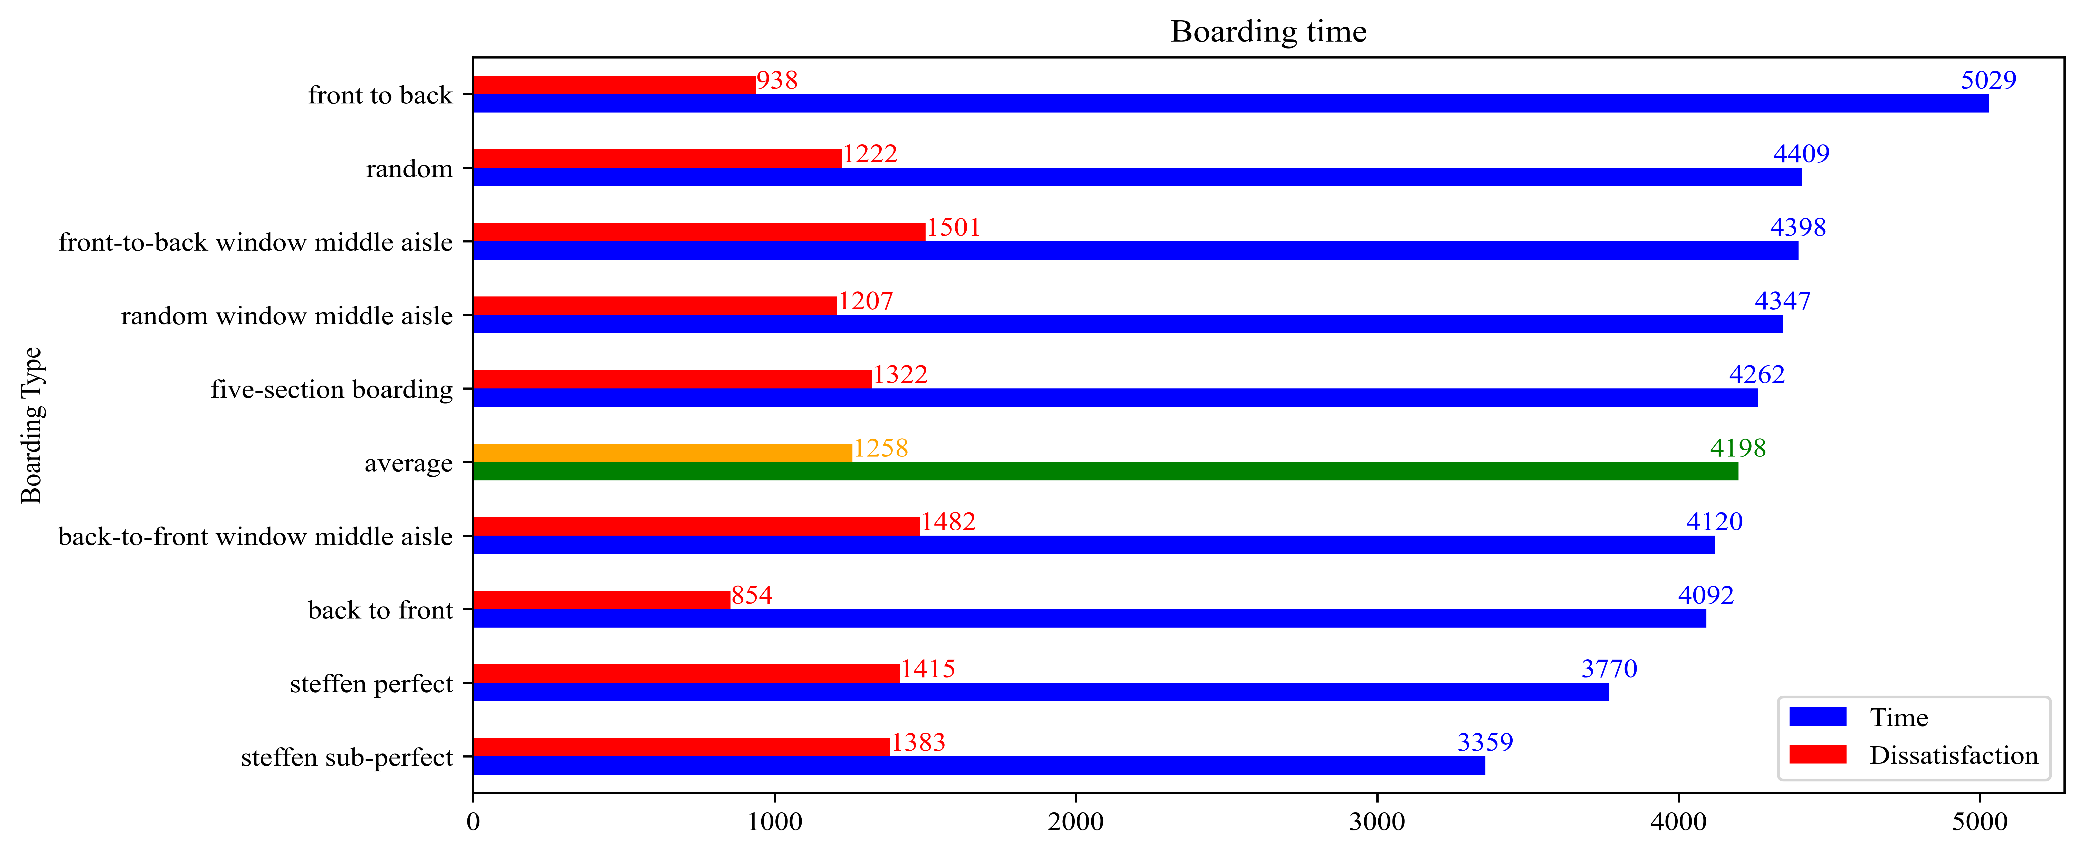 Boarding time
Boarding Type
front to back
938
5029
random
1222
4409
front-to-back window middle aisle
1501
4398
random window middle aisle
1207
4347
five-section boarding
1322
4262
average
1258
4198
back-to-front window middle aisle
1482
4120
back to front
854
4092
steffen perfect
1415
3770
steffen sub-perfect
1383
3359
Time
Dissatisfaction
0 1000 2000 3000 4000 5000